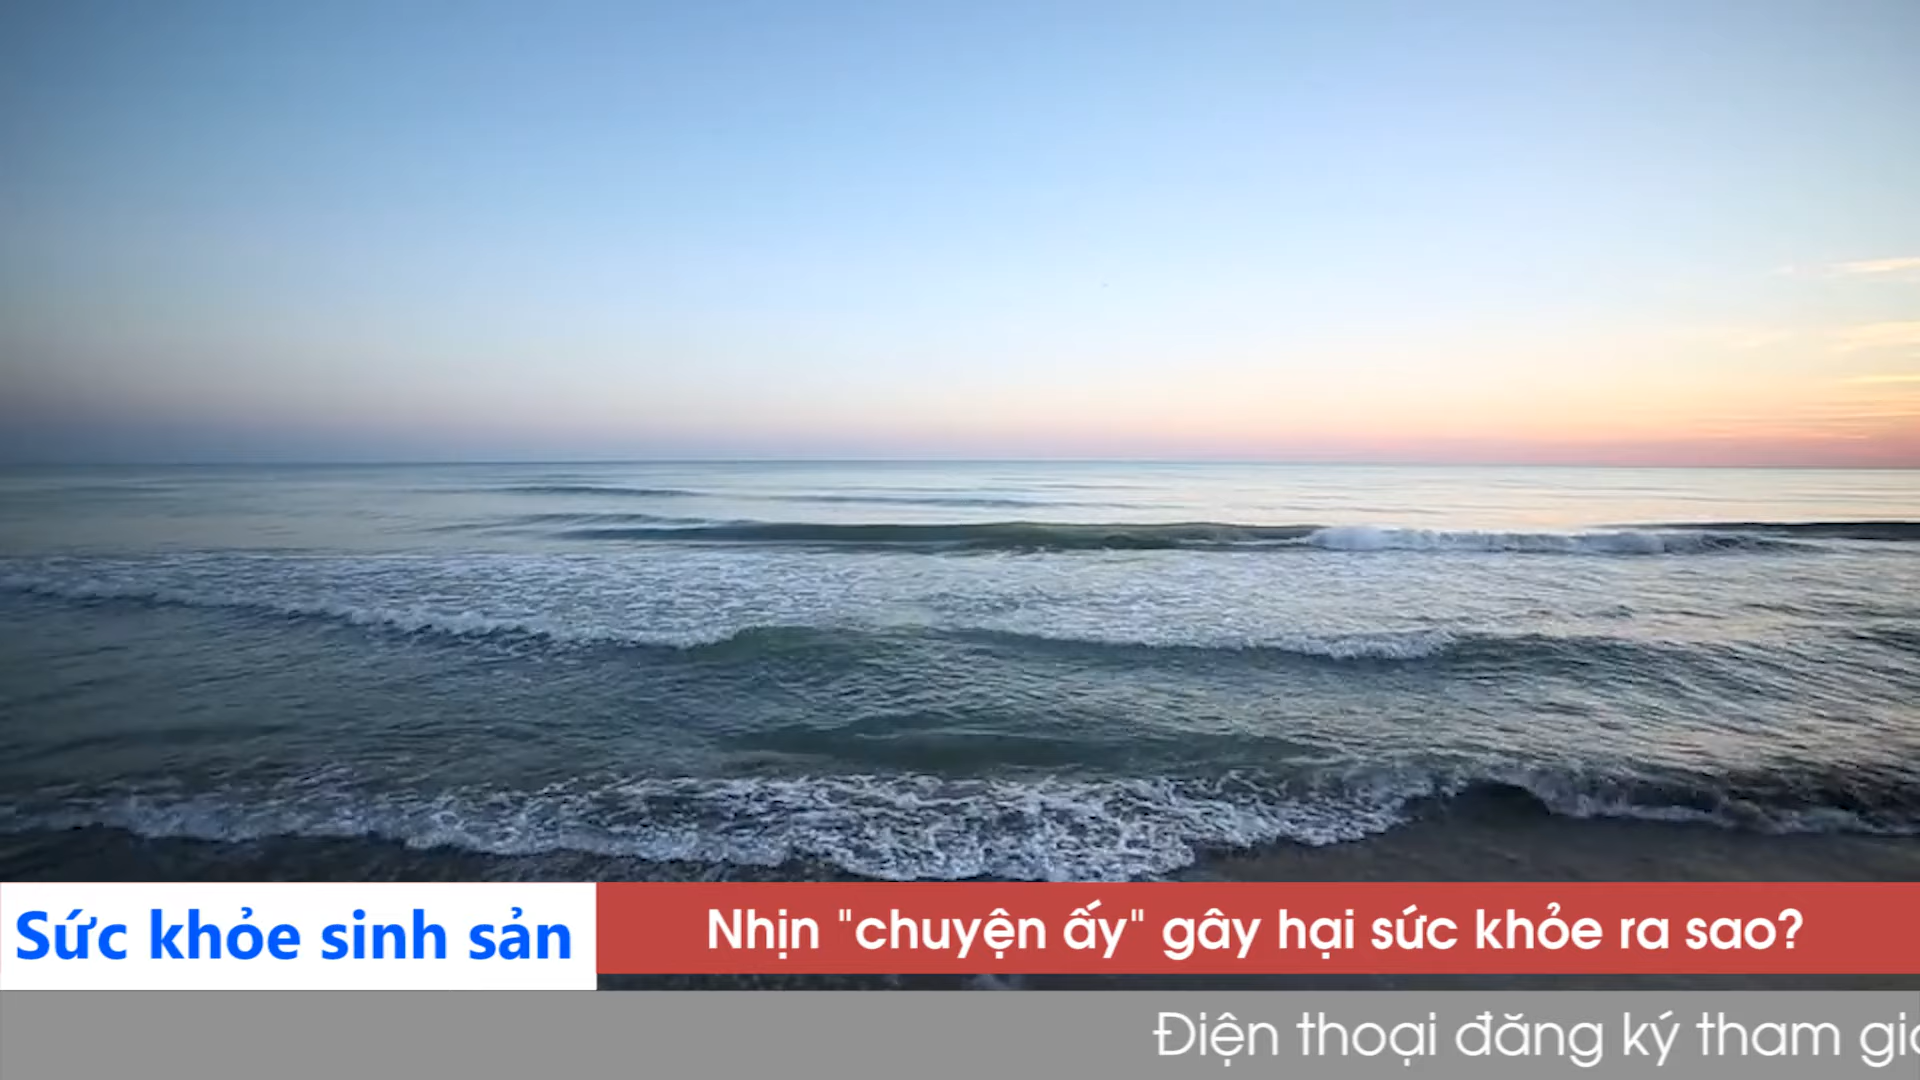 Sức khỏe sinh sản
Nhịn "chuyện ấy" gây hại sức khỏe ra sao?
Điện thoại đăng ký tham